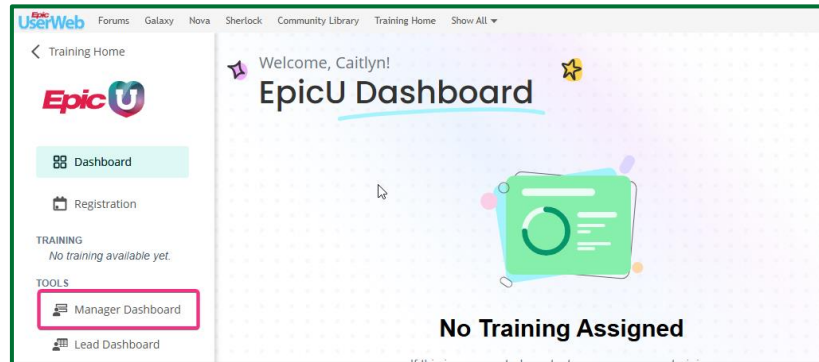 Epic
UserWeb Forums Galaxy Nova Sherlock Community Library Training Home Show All
Training Home
Epic U
Dashboard
Registration
TRAINING
No training available yet.
TOOLS
Manager Dashboard
Lead Dashboard
Welcome, Caitlyn!
EpicU Dashboard
No Training Assigned